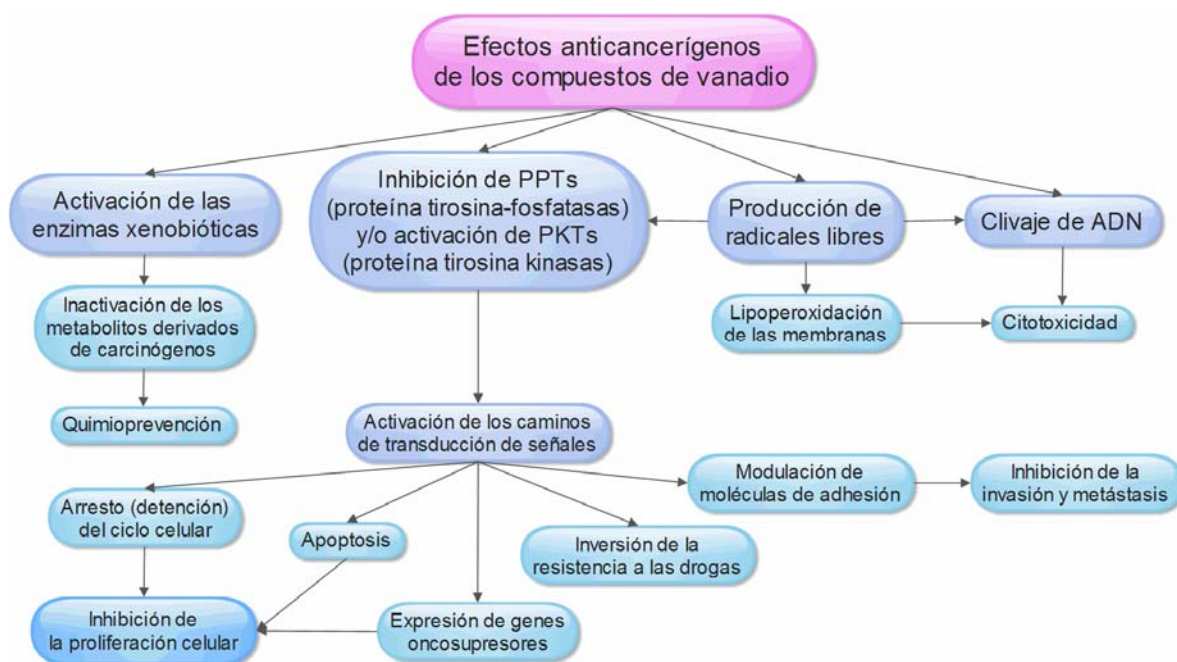 Efectos anticancerígenos
de los compuestos de vanadio
Activación de las
enzimas xenobióticas
Inhibición de PPTs
(proteína tirosina-fosfatasas)
y/o activación de PKTs
(proteína tirosina kinasas)
Producción de
radicales libres
Clivaje de ADN
Inactivación de los
metabolitos derivados
de carcinógenos
Lipoperoxidación
de las membranas
Citotoxicidad
Quimioprevención
Activación de los caminos
de transducción de señales
Arresto (detención)
del ciclo celular
Apoptosis
Inversión de la
resistencia a las drogas
Modulación de
moléculas de adhesión
Inhibición de la
invasión y metástasis
Inhibición de
la proliferación celular
Expresión de genes
oncosupresores